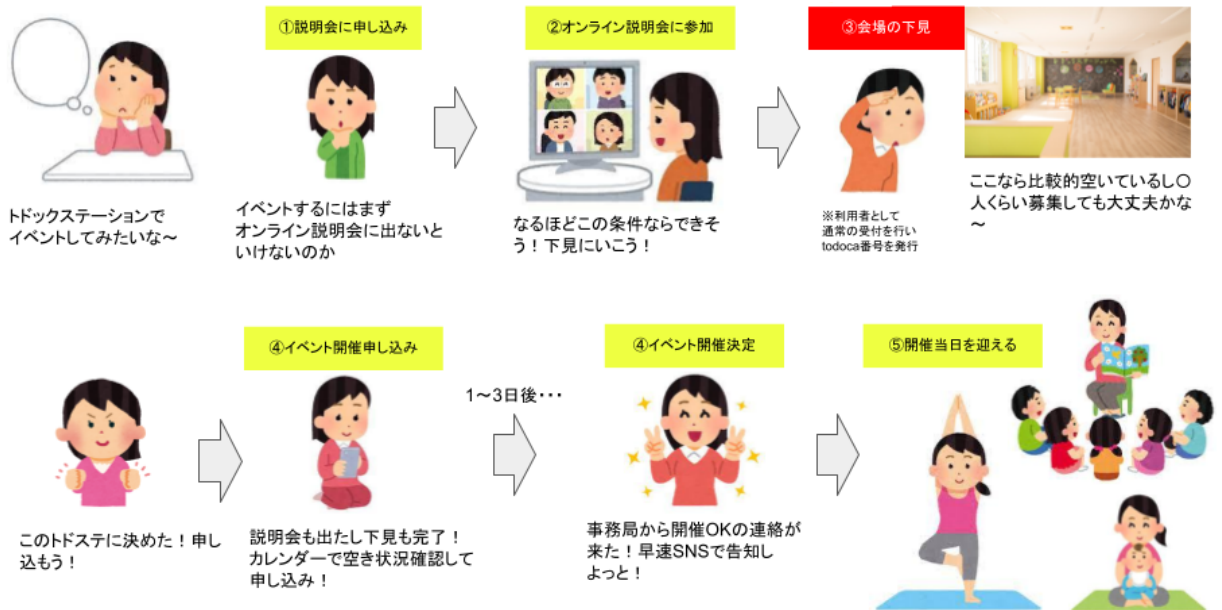 ①説明会に申し込み
②オンライン説明会に参加
③会場の下見
トドックステーションで
イベントしてみたいな～
イベントするにはまず
オンライン説明会に出ないと
いけないのか
なるほどこの条件ならできそ
う！下見にいこう！
※利用者として
通常の受付を行い
todoca番号を発行
ここなら比較的空いているし〇
人くらい募集しても大丈夫かな
～
④イベント開催申し込み
1～3日後・・・
④イベント開催決定
⑤開催当日を迎える
このトドステに決めた！申し
込もう！
説明会も出たし下見も完了！
カレンダーで空き状況確認して
申し込み！
事務局から開催OKの連絡が
来た！早速SNSで告知し
よっと！